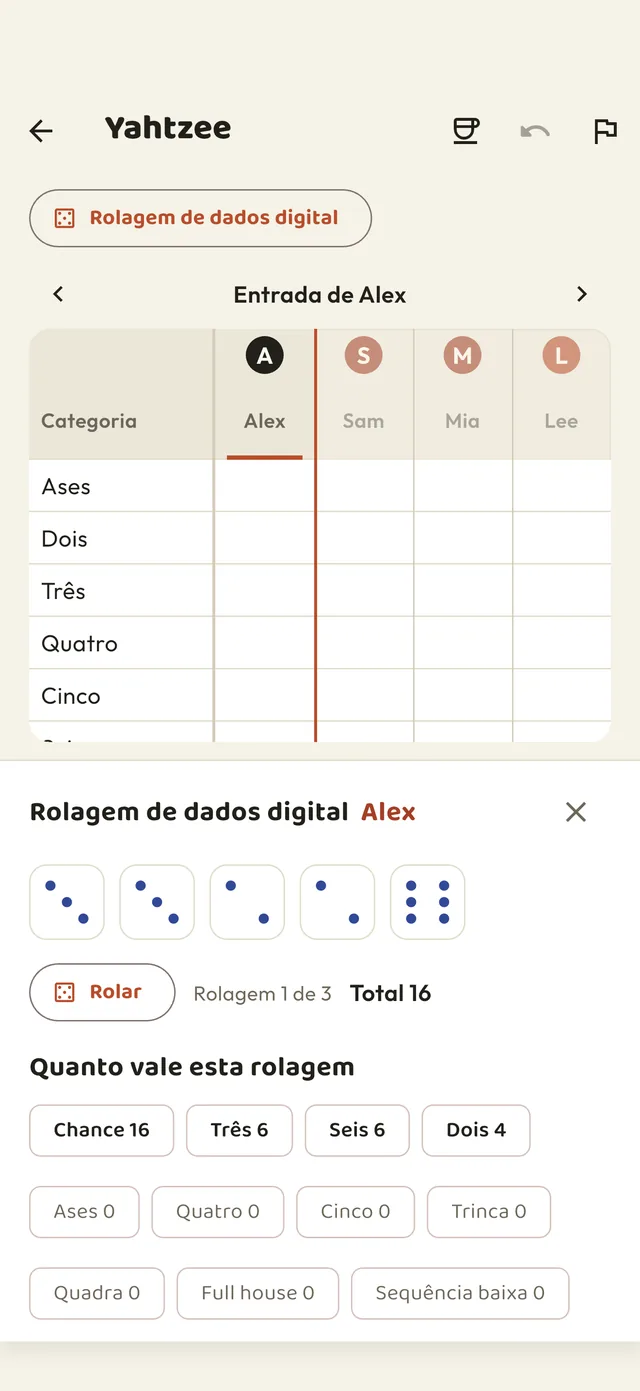 Yahtzee
Rolagem de dados digital
Entrada de Alex
A S M L
Categoria Alex Sam Mia Lee
Ases
Dois
Três
Quatro
Cinco
Rolagem de dados digital Alex
Rolar Rolagem 1 de 3 Total 16
Quanto vale esta rolagem
Chance 16 Três 6 Seis 6 Dois 4
Ases 0 Quatro 0 Cinco 0 Trinca 0
Quadra 0 Full house 0 Sequência baixa 0